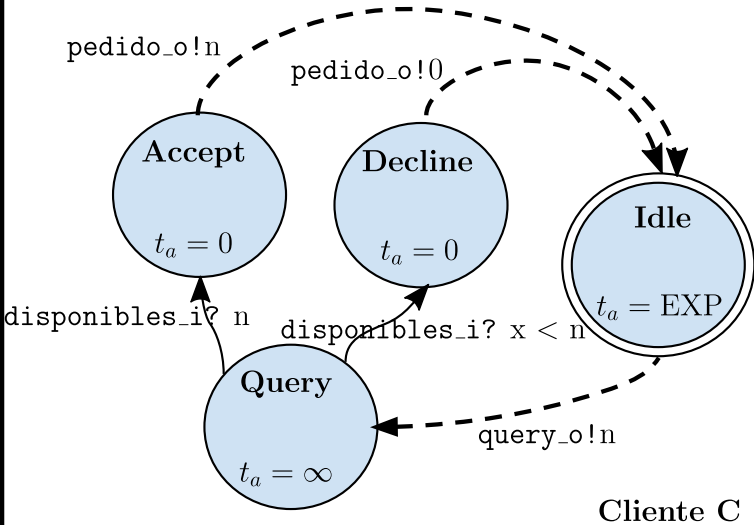 pedido_o!n
pedido_o!0
Accept
t_a = 0
Decline
t_a = 0
Idle
t_a = EXP
disponibles_i? n
disponibles_i? x < n
Query
t_a = ∞
query_o!n
Cliente C